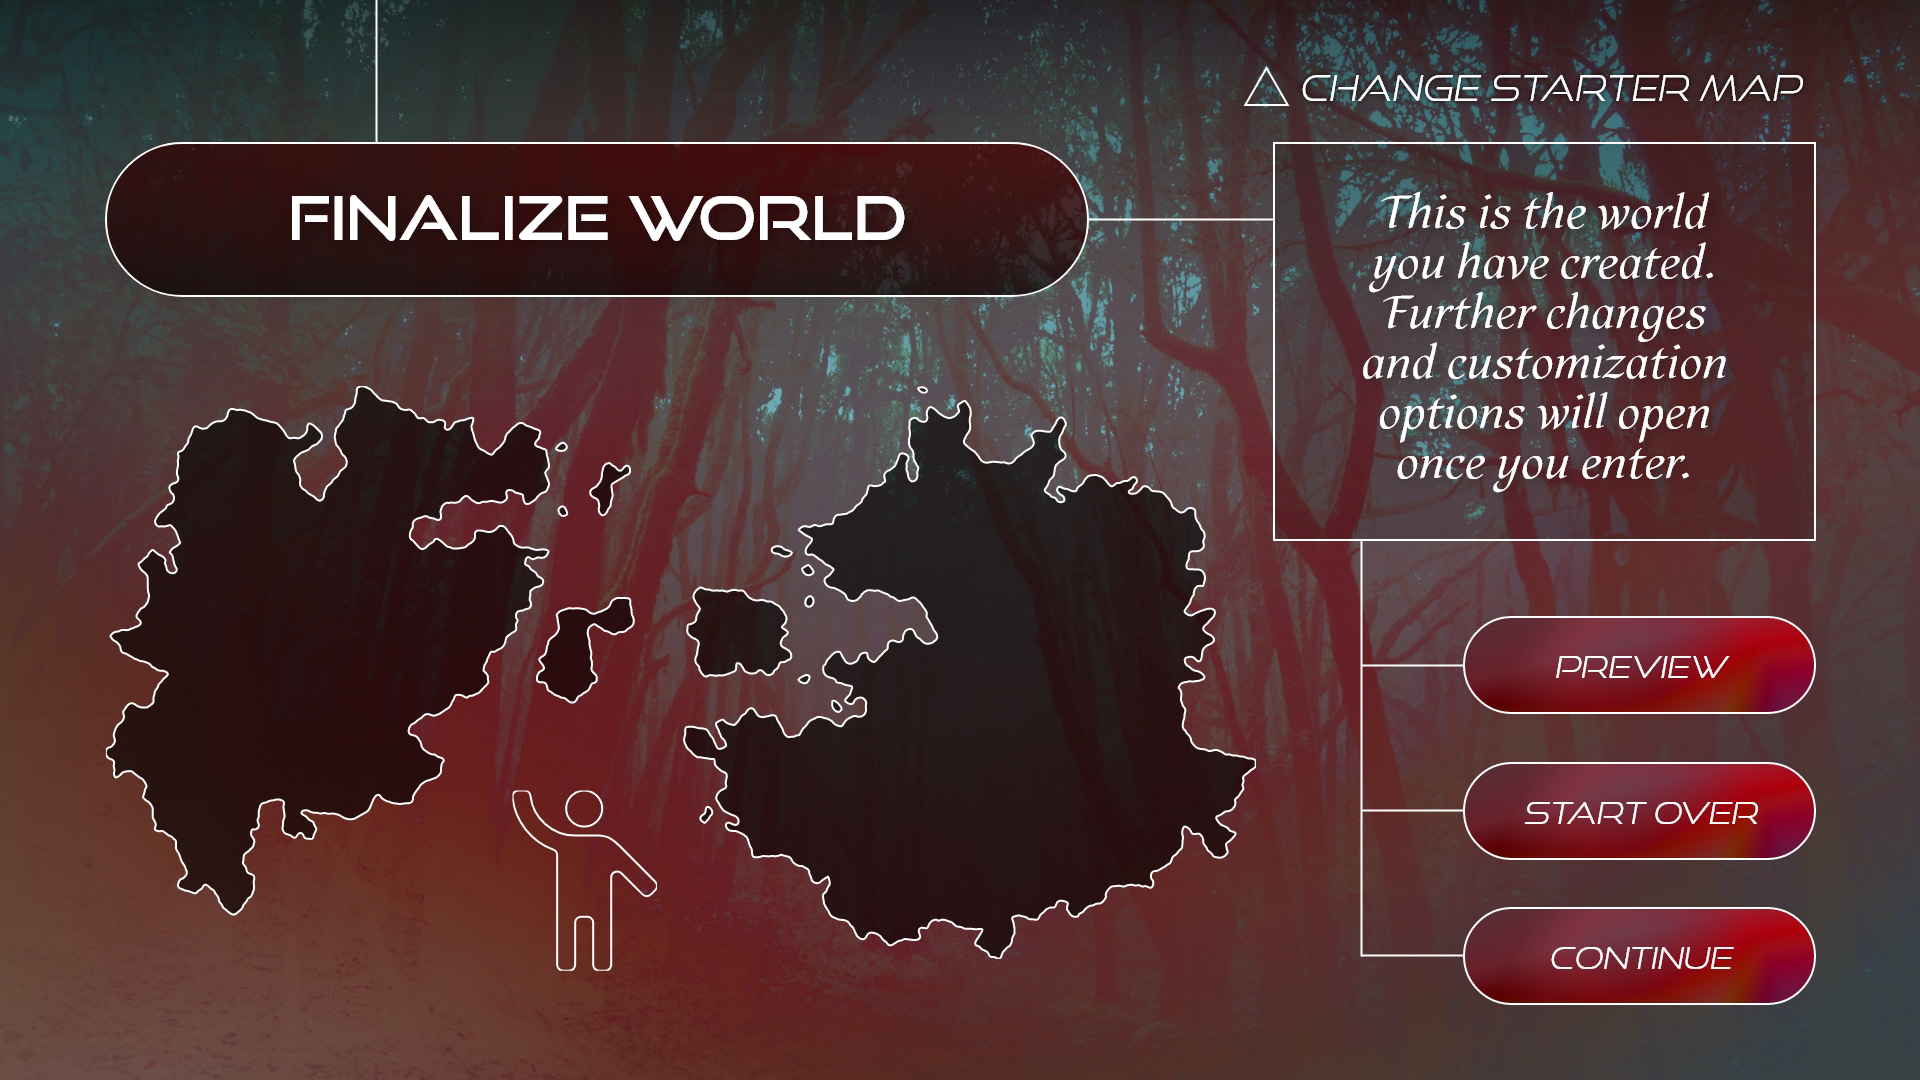 CHANGE STARTER MAP
FINALIZE WORLD
This is the world
you have created.
Further changes
and customization
options will open
once you enter.
PREVIEW
START OVER
CONTINUE